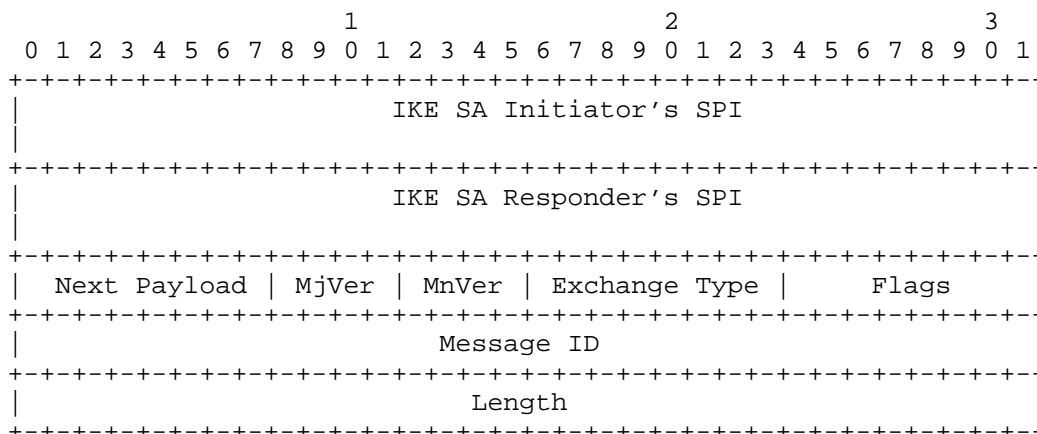 1                   2                   3
 0 1 2 3 4 5 6 7 8 9 0 1 2 3 4 5 6 7 8 9 0 1 2 3 4 5 6 7 8 9 0 1
+-+-+-+-+-+-+-+-+-+-+-+-+-+-+-+-+-+-+-+-+-+-+-+-+-+-+-+-+-+-+-+--
|                       IKE SA Initiator's SPI
|
+-+-+-+-+-+-+-+-+-+-+-+-+-+-+-+-+-+-+-+-+-+-+-+-+-+-+-+-+-+-+-+--
|                       IKE SA Responder's SPI
|
+-+-+-+-+-+-+-+-+-+-+-+-+-+-+-+-+-+-+-+-+-+-+-+-+-+-+-+-+-+-+-+--
|  Next Payload | MjVer | MnVer | Exchange Type |     Flags
+-+-+-+-+-+-+-+-+-+-+-+-+-+-+-+-+-+-+-+-+-+-+-+-+-+-+-+-+-+-+-+--
|                          Message ID
+-+-+-+-+-+-+-+-+-+-+-+-+-+-+-+-+-+-+-+-+-+-+-+-+-+-+-+-+-+-+-+--
|                            Length
+-+-+-+-+-+-+-+-+-+-+-+-+-+-+-+-+-+-+-+-+-+-+-+-+-+-+-+-+-+-+-+--